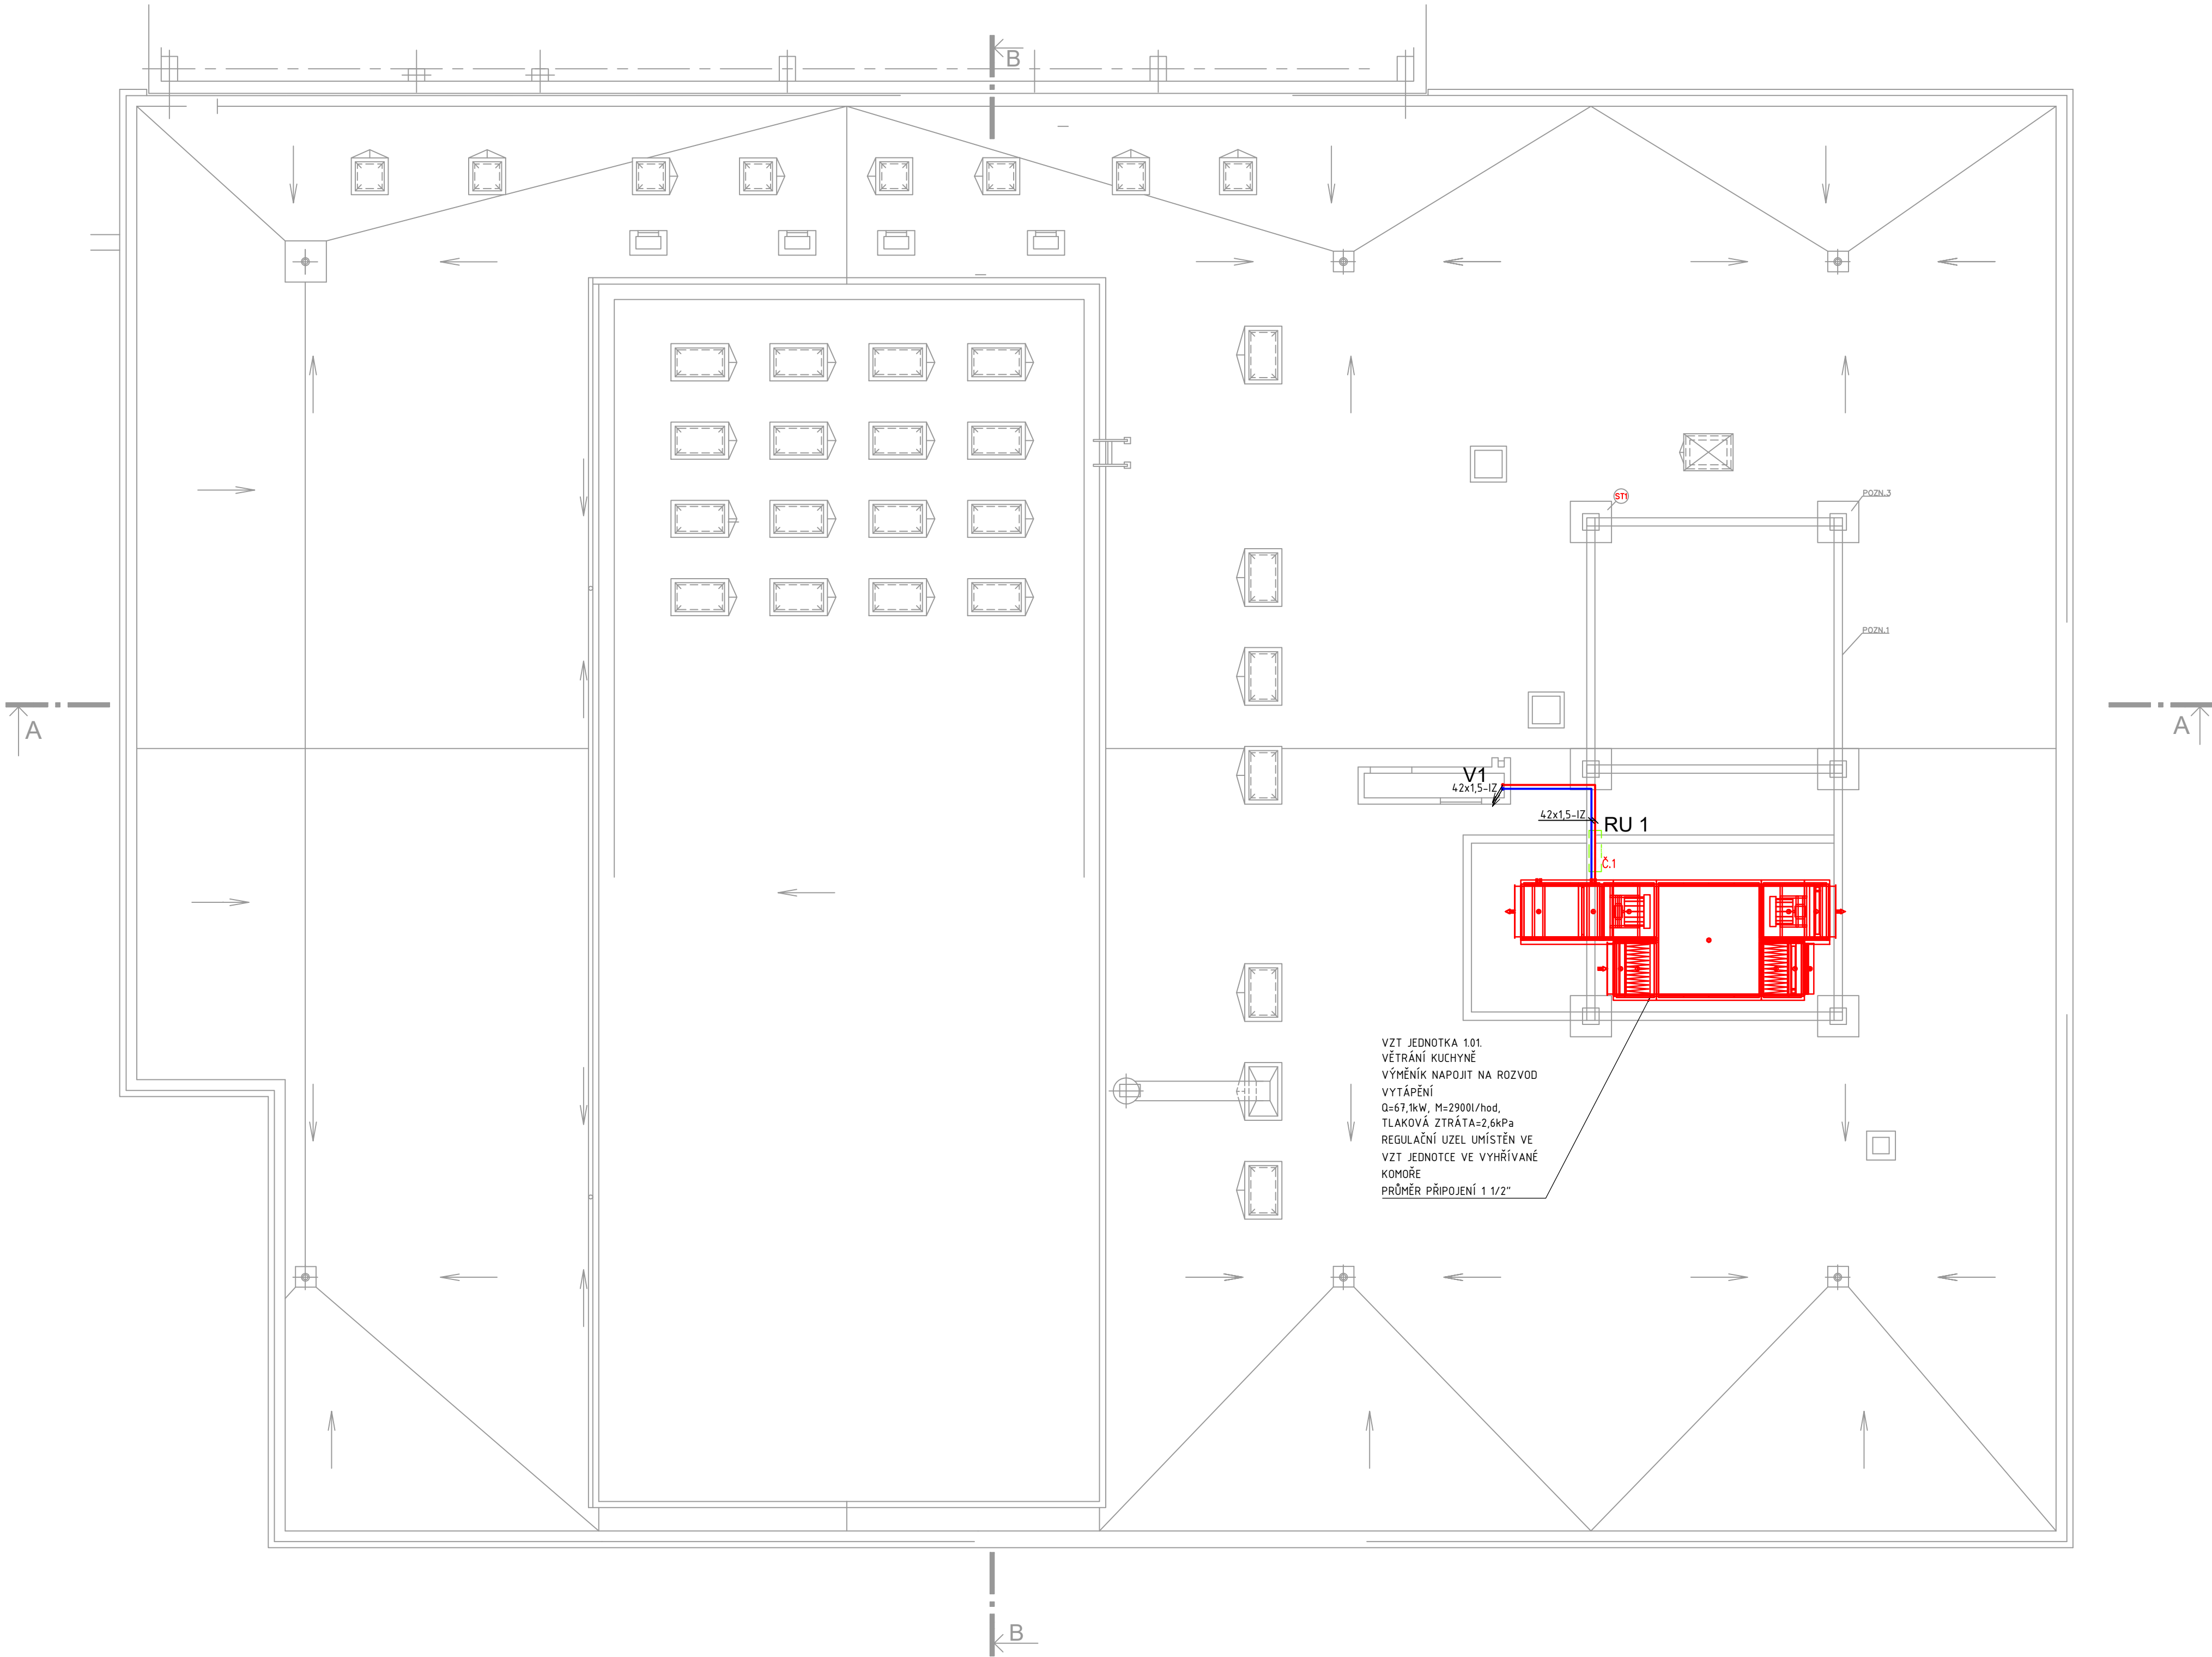 B
ST1
POZN.3
POZN.1
A
A
V1
42x1,5-IZ
42x1,5-IZ
RU 1
Č.1
VZT JEDNOTKA 1.01.
VĚTRÁNÍ KUCHYNĚ
VÝMĚNÍK NAPOJIT NA ROZVOD
VYTÁPĚNÍ
Q=67,1kW, M=2900l/hod,
TLAKOVÁ ZTRÁTA=2,6kPa
REGULAČNÍ UZEL UMÍSTĚN VE
VZT JEDNOTCE VE VYHŘÍVANÉ
KOMOŘE
PRŮMĚR PŘIPOJENÍ 1 1/2"
B